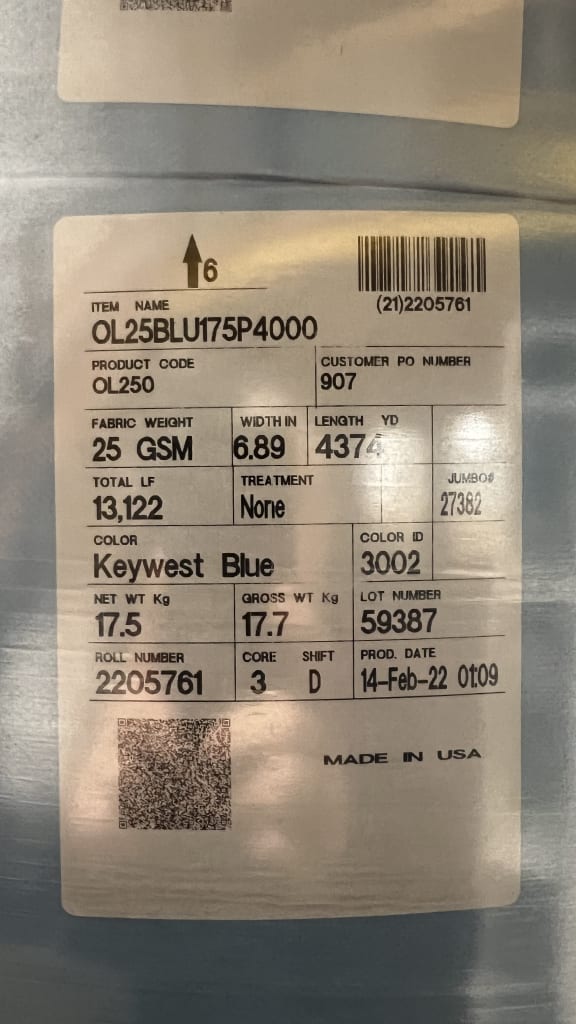 6
(21)2205761
ITEM NAME
OL25BLU175P4000
PRODUCT CODE CUSTOMER PO NUMBER
OL250 907
FABRIC WEIGHT WIDTH IN LENGTH YD
25 GSM 6.89 4374
TOTAL LF TREATMENT JUMBO#
13,122 None 27382
COLOR COLOR ID
Keywest Blue 3002
NET WT Kg GROSS WT Kg LOT NUMBER
17.5 17.7 59387
ROLL NUMBER CORE SHIFT PROD. DATE
2205761 3 D 14-Feb-22 01:09
MADE IN USA